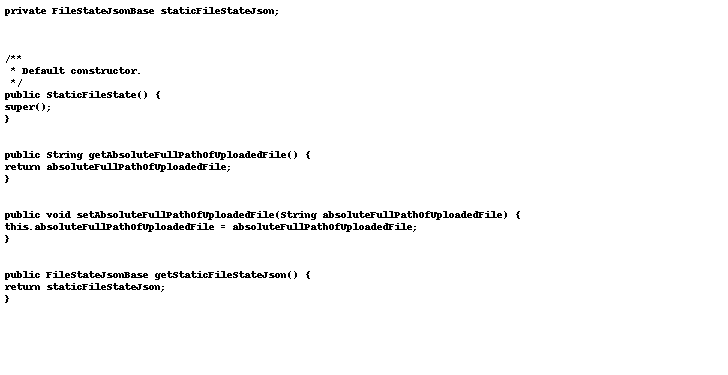 private FileStateJsonBase staticFileStateJson;
/**
 * Default constructor.
 */
public StaticFileState() {
super();
}
public String getAbsoluteFullPathOfUploadedFile() {
return absoluteFullPathOfUploadedFile;
}
public void setAbsoluteFullPathOfUploadedFile(String absoluteFullPathOfUploadedFile) {
this.absoluteFullPathOfUploadedFile = absoluteFullPathOfUploadedFile;
}
public FileStateJsonBase getStaticFileStateJson() {
return staticFileStateJson;
}